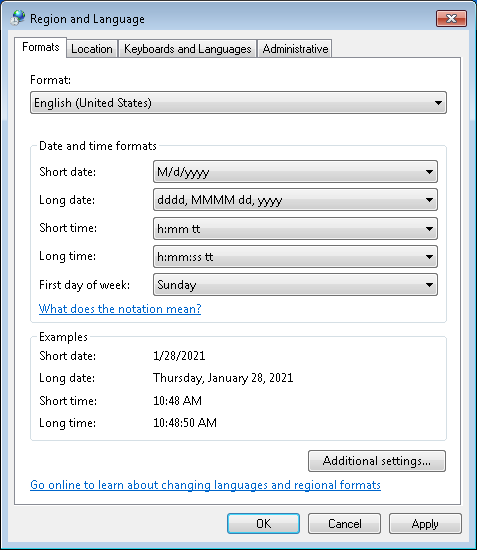 Region and Language
Formats Location Keyboards and Languages Administrative
Format:
English (United States)
Date and time formats
Short date: M/d/yyyy
Long date: dddd, MMMM dd, yyyy
Short time: h:mm tt
Long time: h:mm:ss tt
First day of week: Sunday
What does the notation mean?
Examples
Short date: 1/28/2021
Long date: Thursday, January 28, 2021
Short time: 10:48 AM
Long time: 10:48:50 AM
Additional settings...
Go online to learn about changing languages and regional formats
OK Cancel Apply